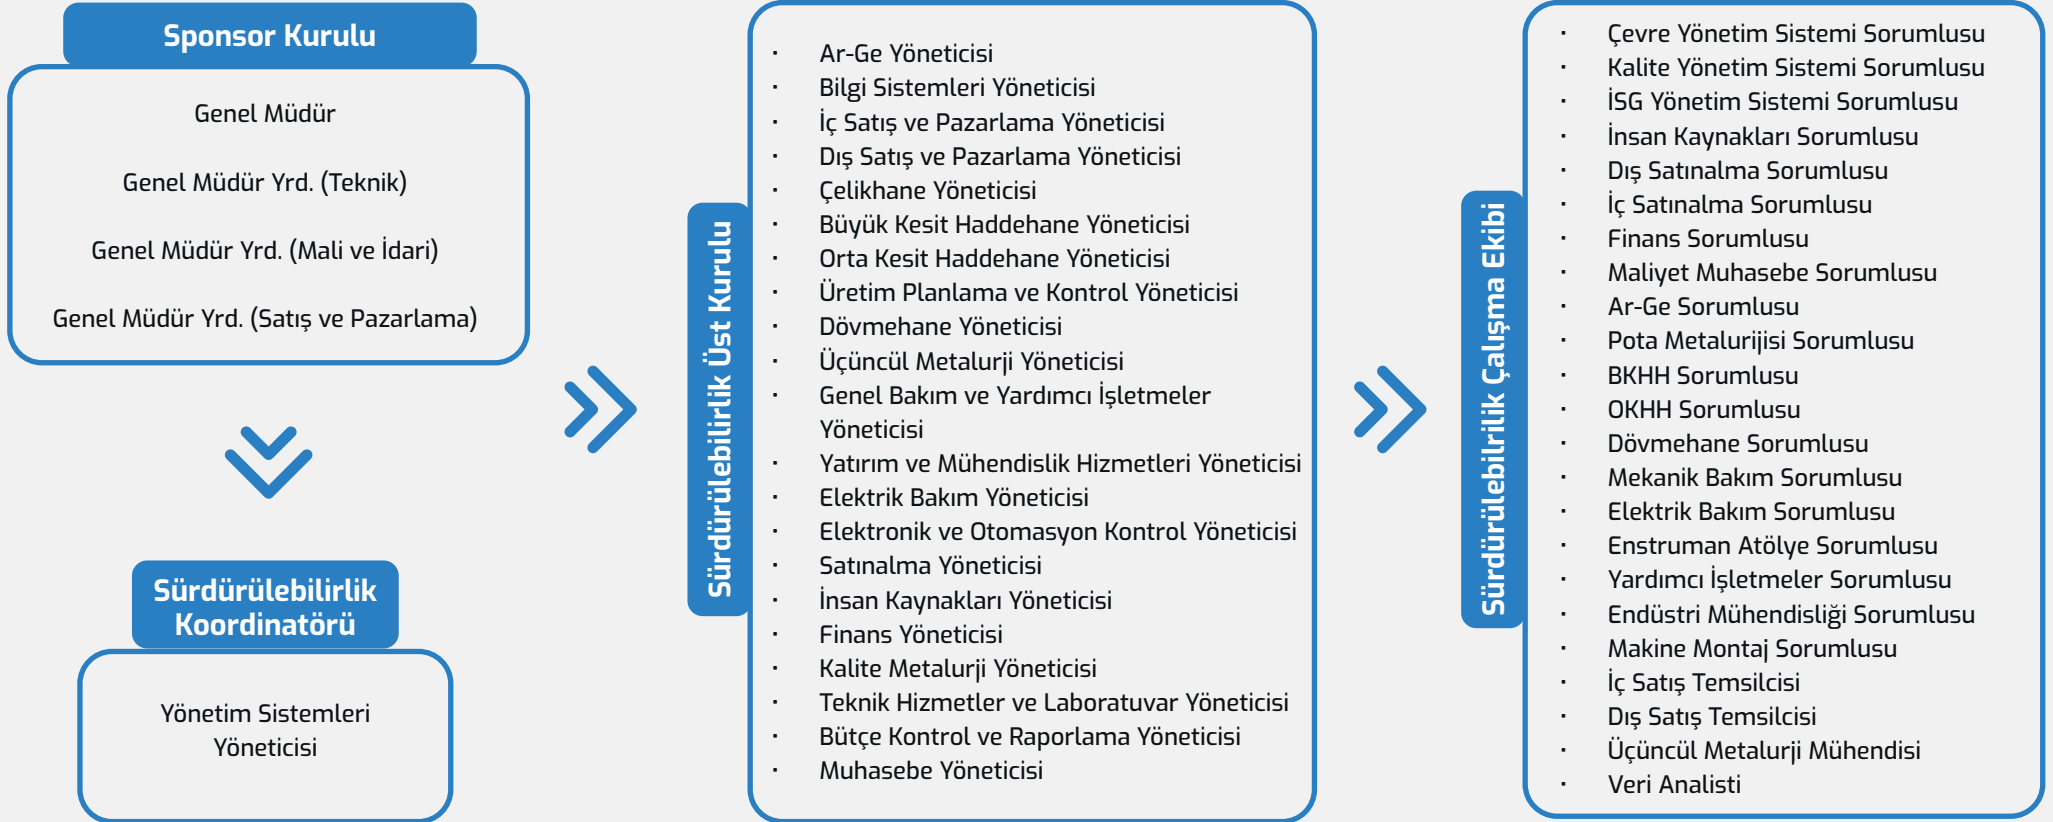 Sponsor Kurulu
Genel Müdür
Genel Müdür Yrd. (Teknik)
Genel Müdür Yrd. (Mali ve İdari)
Genel Müdür Yrd. (Satış ve Pazarlama)
Sürdürülebilirlik
Koordinatörü
Yönetim Sistemleri
Yöneticisi
Sürdürülebilirlik Üst Kurulu
· Ar-Ge Yöneticisi
· Bilgi Sistemleri Yöneticisi
· İç Satış ve Pazarlama Yöneticisi
· Dış Satış ve Pazarlama Yöneticisi
· Çelikhane Yöneticisi
· Büyük Kesit Haddehane Yöneticisi
· Orta Kesit Haddehane Yöneticisi
· Üretim Planlama ve Kontrol Yöneticisi
· Dövmehane Yöneticisi
· Üçüncül Metalurji Yöneticisi
· Genel Bakım ve Yardımcı İşletmeler
Yöneticisi
· Yatırım ve Mühendislik Hizmetleri Yöneticisi
· Elektrik Bakım Yöneticisi
· Elektronik ve Otomasyon Kontrol Yöneticisi
· Satınalma Yöneticisi
· İnsan Kaynakları Yöneticisi
· Finans Yöneticisi
· Kalite Metalurji Yöneticisi
· Teknik Hizmetler ve Laboratuvar Yöneticisi
· Bütçe Kontrol ve Raporlama Yöneticisi
· Muhasebe Yöneticisi
Sürdürülebilrilik Çalışma Ekibi
· Çevre Yönetim Sistemi Sorumlusu
· Kalite Yönetim Sistemi Sorumlusu
· İSG Yönetim Sistemi Sorumlusu
· İnsan Kaynakları Sorumlusu
· Dış Satınalma Sorumlusu
· İç Satınalma Sorumlusu
· Finans Sorumlusu
· Maliyet Muhasebe Sorumlusu
· Ar-Ge Sorumlusu
· Pota Metalurijisi Sorumlusu
· BKHH Sorumlusu
· OKHH Sorumlusu
· Dövmehane Sorumlusu
· Mekanik Bakım Sorumlusu
· Elektrik Bakım Sorumlusu
· Enstruman Atölye Sorumlusu
· Yardımcı İşletmeler Sorumlusu
· Endüstri Mühendisliği Sorumlusu
· Makine Montaj Sorumlusu
· İç Satış Temsilcisi
· Dış Satış Temsilcisi
· Üçüncül Metalurji Mühendisi
· Veri Analisti